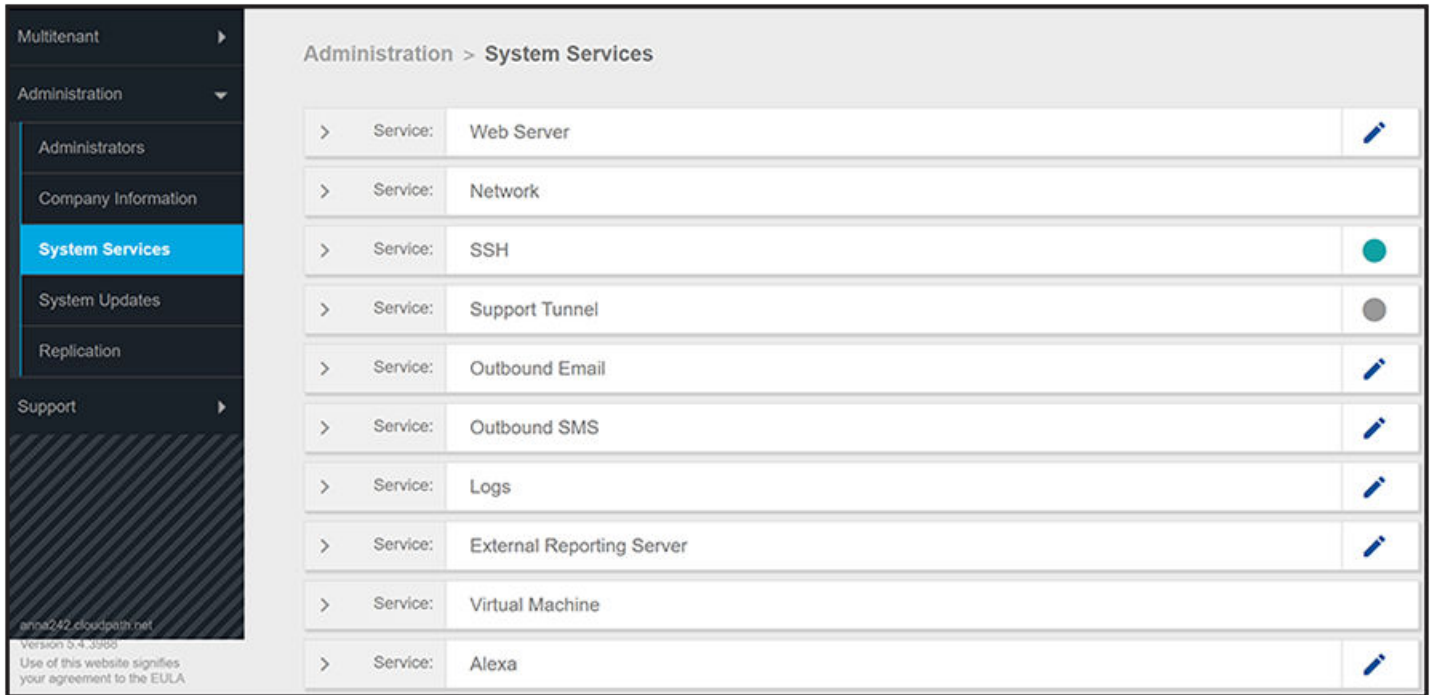 Multitenant
Administration
Administrators
Company Information
System Services
System Updates
Replication
Support
anna242.cloudpath.net
Version 5.4.3988
Use of this website signifies
your agreement to the EULA
Administration > System Services
Service: Web Server
Service: Network
Service: SSH
Service: Support Tunnel
Service: Outbound Email
Service: Outbound SMS
Service: Logs
Service: External Reporting Server
Service: Virtual Machine
Service: Alexa